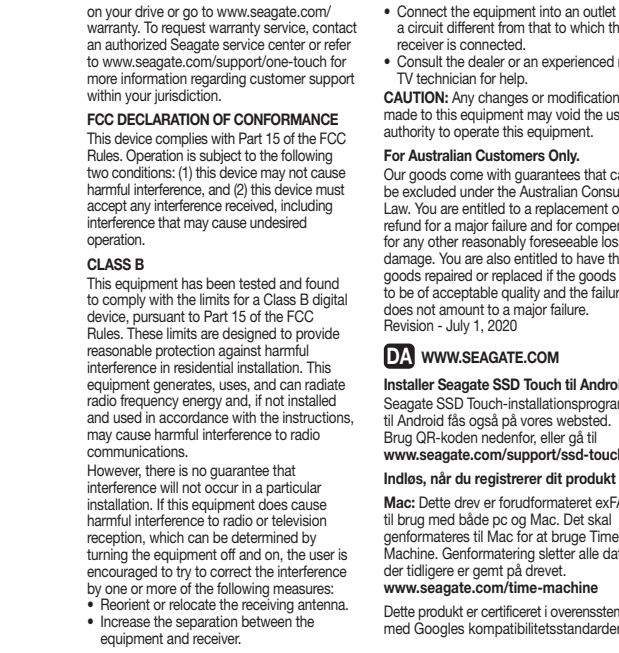 on your drive or go to www.seagate.com/
warranty. To request warranty service, contact
an authorized Seagate service center or refer
to www.seagate.com/support/one-touch for
more information regarding customer support
within your jurisdiction.
FCC DECLARATION OF CONFORMANCE
This device complies with Part 15 of the FCC
Rules. Operation is subject to the following
two conditions: (1) this device may not cause
harmful interference, and (2) this device must
accept any interference received, including
interference that may cause undesired
operation.
CLASS B
This equipment has been tested and found
to comply with the limits for a Class B digital
device, pursuant to Part 15 of the FCC
Rules. These limits are designed to provide
reasonable protection against harmful
interference in residential installation. This
equipment generates, uses, and can radiate
radio frequency energy and, if not installed
and used in accordance with the instructions,
may cause harmful interference to radio
communications.
However, there is no guarantee that
interference will not occur in a particular
installation. If this equipment does cause
harmful interference to radio or television
reception, which can be determined by
turning the equipment off and on, the user is
encouraged to try to correct the interference
by one or more of the following measures:
• Reorient or relocate the receiving antenna.
• Increase the separation between the
equipment and receiver.
• Connect the equipment into an outlet
a circuit different from that to which
receiver is connected.
• Consult the dealer or an experienced
TV technician for help.
CAUTION: Any changes or
made to this equipment may void the
authority to operate this equipment.
For Australian Customers Only.
Our goods come with guarantees that
be excluded under the Australian
Law. You are entitled to a replacement
refund for a major failure and for
for any other reasonably foreseeable
damage. You are also entitled to have
goods repaired or replaced if the goods
to be of acceptable quality and the
does not amount to a major failure.
Revision - July 1, 2020
DA WWW.SEAGATE.COM
Installer Seagate SSD Touch til
Seagate SSD
til Android fås også på vores websted.
Brug QR-koden nedenfor, eller gå til
www.seagate.com/support/ssd-touch
Indløs, når du registrerer dit produkt
Mac: Dette drev er forudformateret
til brug med både pc og Mac. Det skal
genformateres til Mac for at bruge Time
Machine. Genformatering sletter alle
der tidligere er gemt på drevet.
www.seagate.com/time-machine
Dette produkt er certificeret i
med Googles